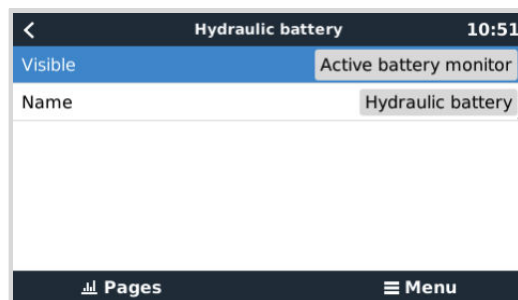 Hydraulic battery 10:51
Visible Active battery monitor
Name Hydraulic battery
Pages Menu